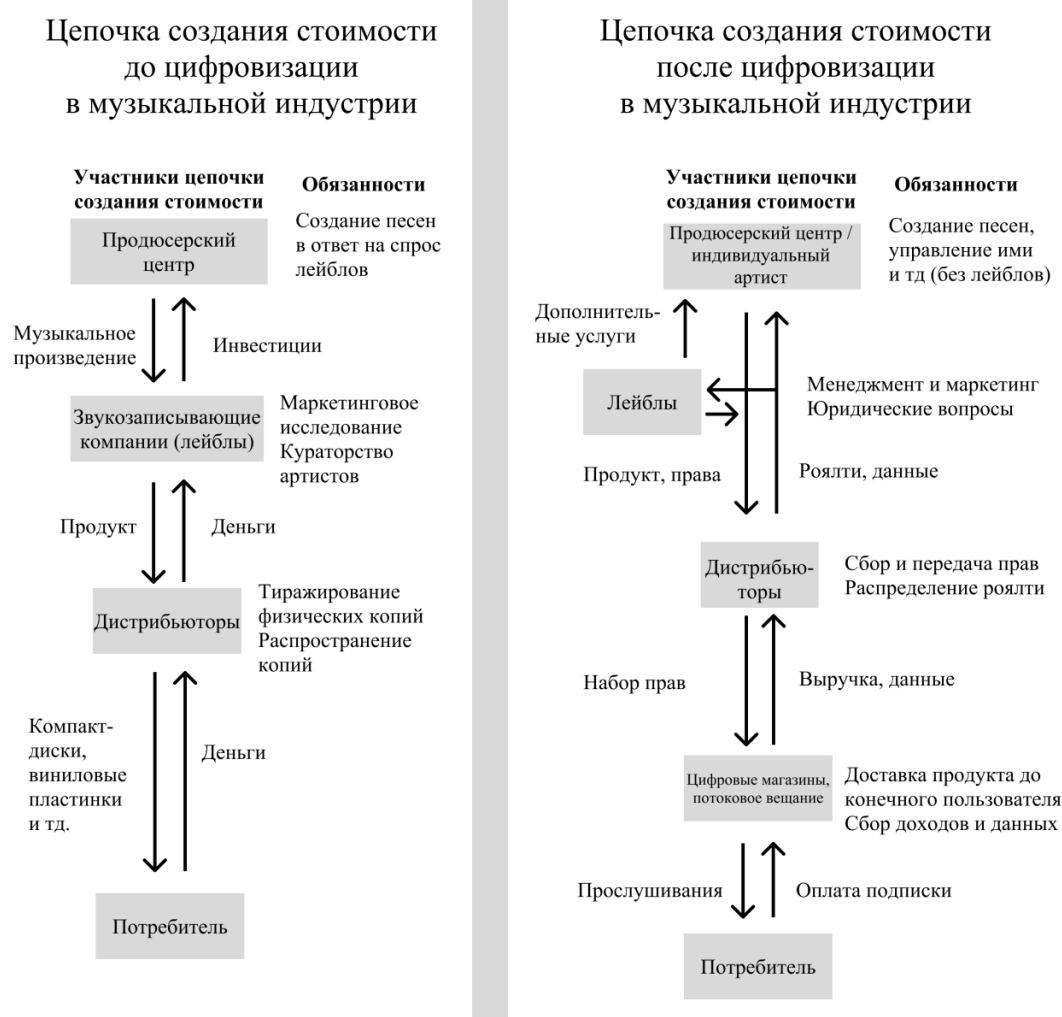 Цепочка создания стоимости
до цифровизации
в музыкальной индустрии
Участники цепочки
создания стоимости
Обязанности
Продюсерский
центр
Создание песен
в ответ на спрос
лейблов
Музыкальное
произведение
Инвестиции
Звукозаписывающие
компании (лейблы)
Маркетинговое
исследование
Кураторство
артистов
Продукт
Деньги
Дистрибьюторы
Тиражирование
физических копий
Распространение
копий
Компакт-
диски,
виниловые
пластинки
и тд.
Деньги
Потребитель
Цепочка создания стоимости
после цифровизации
в музыкальной индустрии
Участники цепочки
создания стоимости
Обязанности
Продюсерский центр /
индивидуальный
артист
Создание песен,
управление ими
и тд (без лейблов)
Дополнитель-
ные услуги
Лейблы
Менеджмент и маркетинг
Юридические вопросы
Продукт, права
Роялти, данные
Дистрибью-
торы
Сбор и передача прав
Распределение роялти
Набор прав
Выручка, данные
Цифровые магазины,
потоковое вещание
Доставка продукта до
конечного пользователя
Сбор доходов и данных
Прослушивания
Оплата подписки
Потребитель